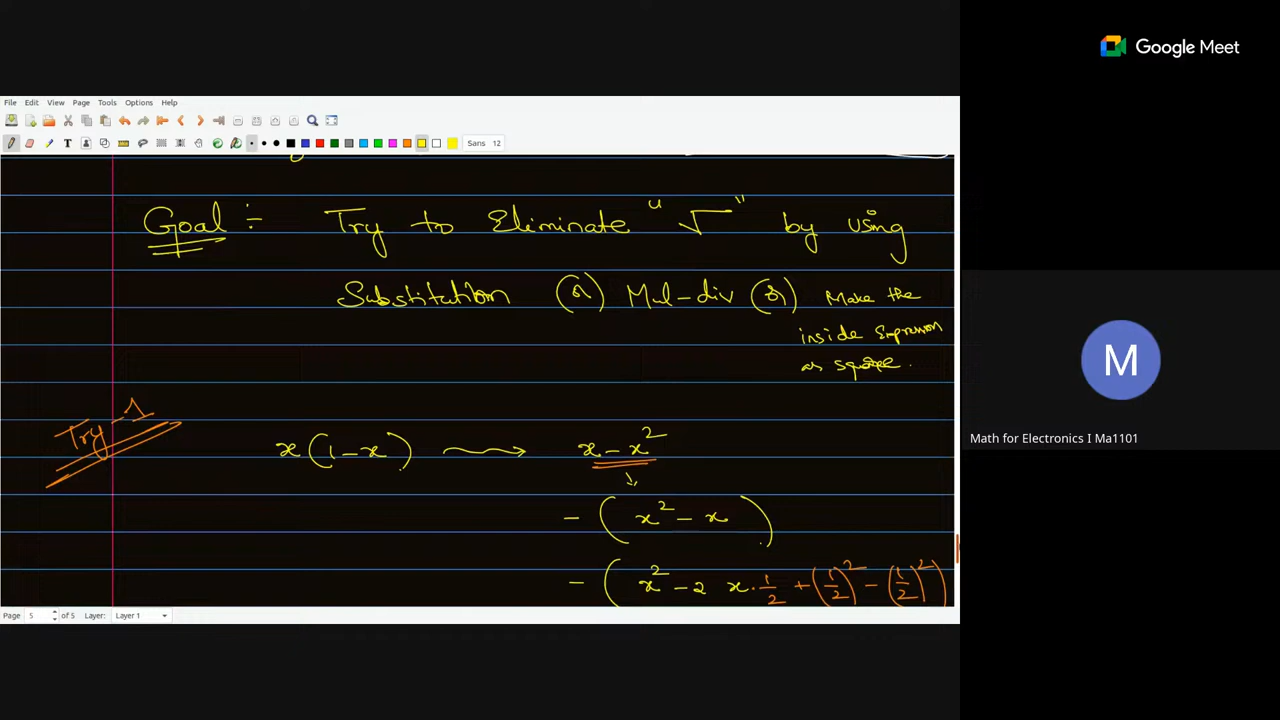 Google Meet
File Edit View Page Tools Options Help
Sans 12
Goal ÷ Try to Eliminate "√" by using
Substitution (or) Mul-div (or) Make the
inside Expression
as square.
Try-1
x(1-x) ⟿ x - x²
↓
-(x² - x)
-(x² - 2 x·1/2 + (1/2)² - (1/2)²)
M
Math for Electronics I Ma1101
Page 5 of 5 Layer: Layer 1